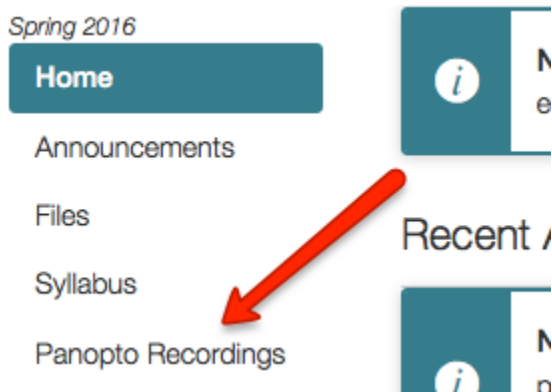 Spring 2016
Home
Announcements
Files
Syllabus
Panopto Recordings
Recent